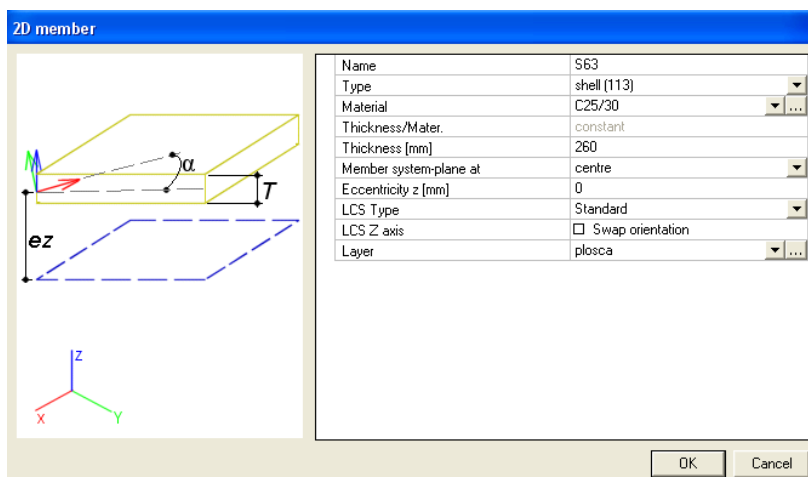 2D member
Name S63
Type shell (113)
Material C25/30 ...
Thickness/Mater. constant
Thickness [mm] 260
Member system-plane at centre
Eccentricity z [mm] 0
LCS Type Standard
LCS Z axis Swap orientation
Layer plosca ...
α
T
ez
Z
X
Y
OK Cancel